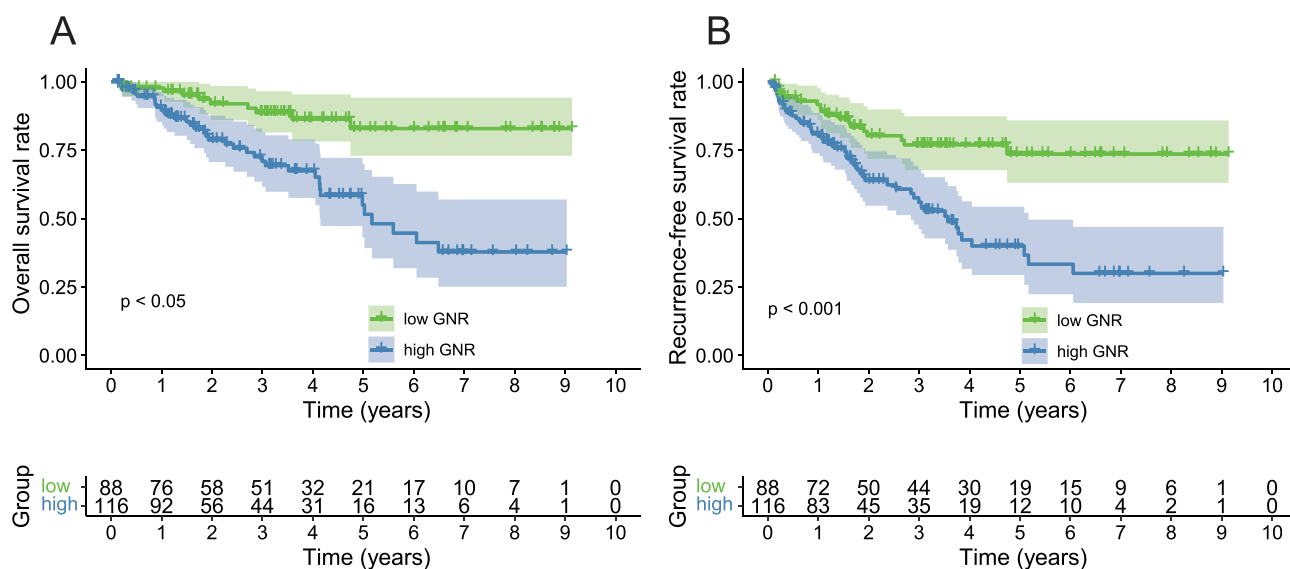 A
Overall survival rate
1.00
0.75
0.50
0.25
0.00
p < 0.05
low GNR
high GNR
0 1 2 3 4 5 6 7 8 9 10
Time (years)
Group
low 88 76 58 51 32 21 17 10 7 1 0
high 116 92 56 44 31 16 13 6 4 1 0
0 1 2 3 4 5 6 7 8 9 10
Time (years)
B
Recurrence-free survival rate
1.00
0.75
0.50
0.25
0.00
p < 0.001
low GNR
high GNR
0 1 2 3 4 5 6 7 8 9 10
Time (years)
Group
low 88 72 50 44 30 19 15 9 6 1 0
high 116 83 45 35 19 12 10 4 2 1 0
0 1 2 3 4 5 6 7 8 9 10
Time (years)